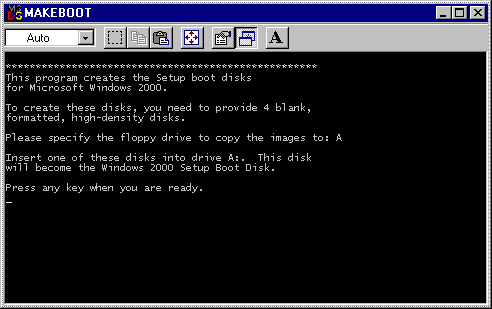 MAKEBOOT
Auto
A
****************************************************
This program creates the Setup boot disks
for Microsoft Windows 2000.
To create these disks, you need to provide 4 blank,
formatted, high-density disks.
Please specify the floppy drive to copy the images to: A
Insert one of these disks into drive A:.  This disk
will become the Windows 2000 Setup Boot Disk.
Press any key when you are ready.
_